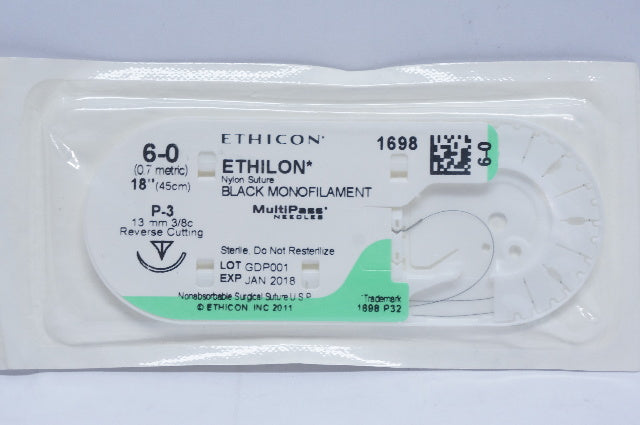 ETHICON*
6-0
(0.7 metric)
18" (45cm)
P-3
13 mm 3/8c
Reverse Cutting
ETHILON*
Nylon Suture
BLACK MONOFILAMENT
MultiPass*
NEEDLES
Sterile, Do Not Resterilize
LOT GDP001
EXP JAN 2018
Nonabsorbable Surgical Suture U.S.P.
© ETHICON INC 2011
1698
6-0
*Trademark
1698 P32